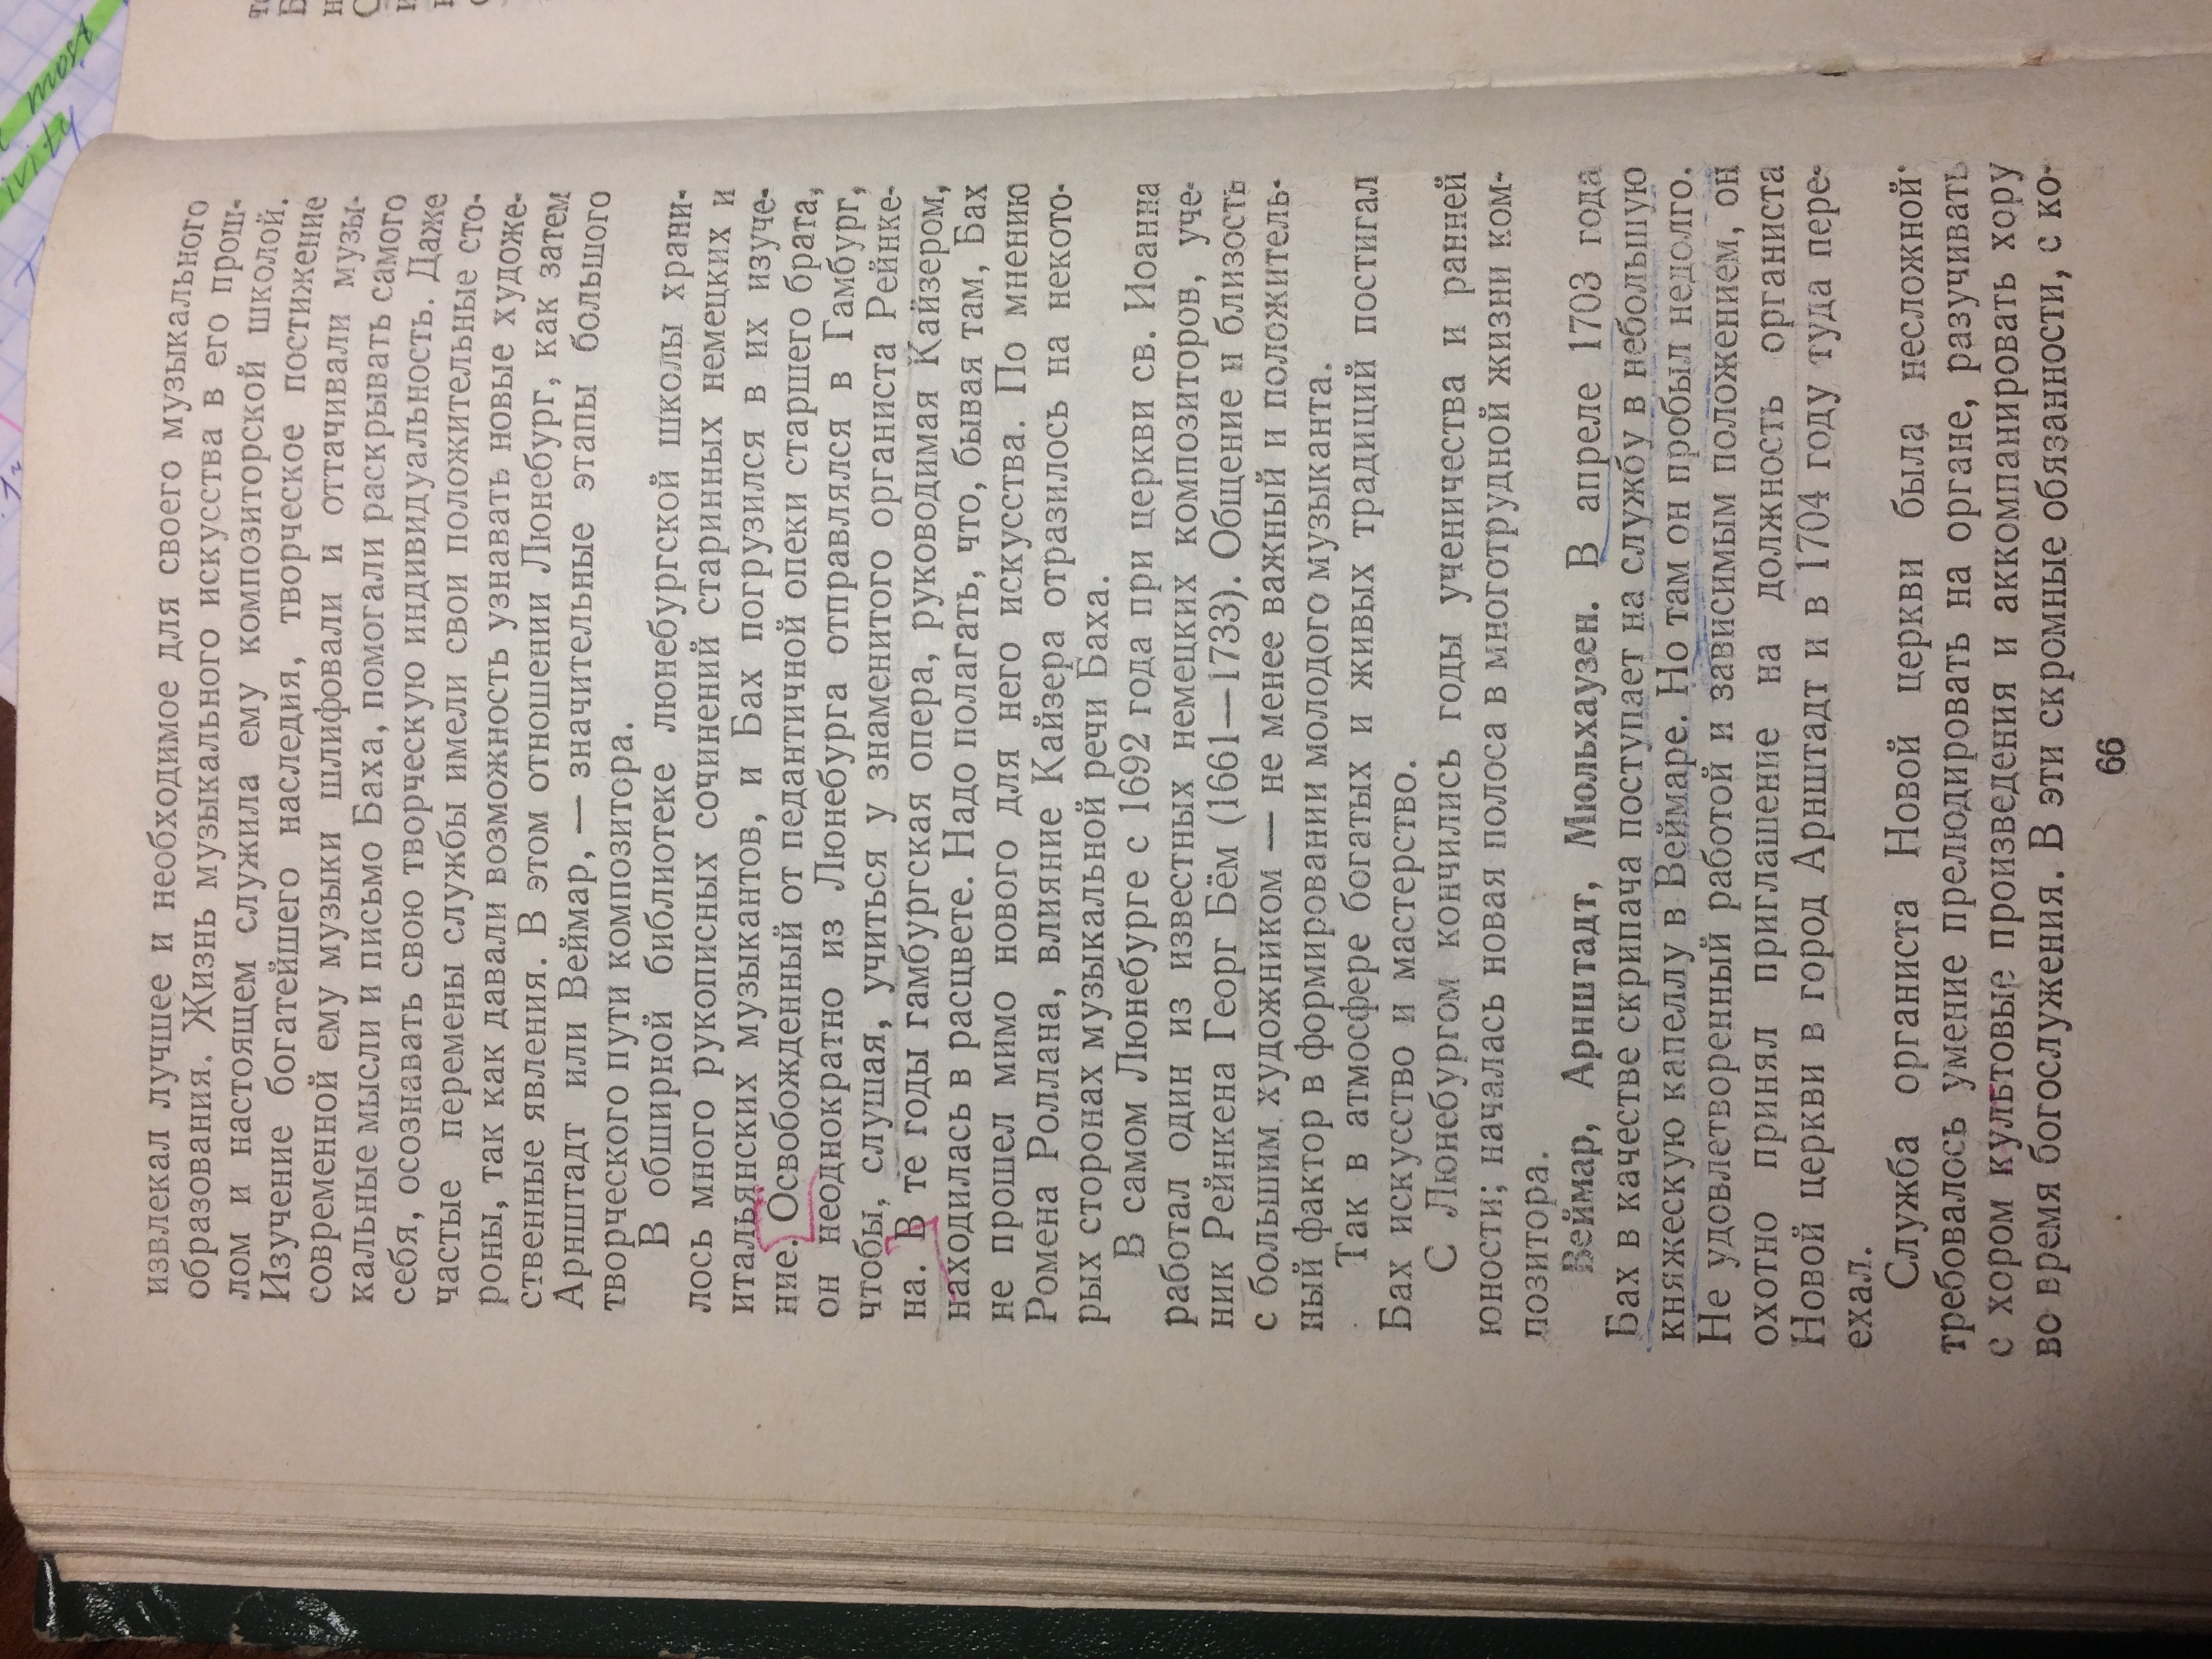 извлекал лучшее и необходимое для своего музыкального
образования. Жизнь музыкального искусства в его прош-
лом и настоящем служила ему композиторской школой.
Изучение богатейшего наследия, творческое постижение
современной ему музыки шлифовали и оттачивали музы-
кальные мысли и письмо Баха, помогали раскрывать самого
себя, осознавать свою творческую индивидуальность. Даже
частые перемены службы имели свои положительные сто-
роны, так как давали возможность узнавать новые художе-
ственные явления. В этом отношении Люнебург, как затем
Арнштадт или Веймар, — значительные этапы большого
творческого пути композитора.
В обширной библиотеке люнебургской школы храни-
лось много рукописных сочинений старинных немецких и
итальянских музыкантов, и Бах погрузился в их изуче-
ние. Освобожденный от педантичной опеки старшего брата,
он неоднократно из Люнебурга отправлялся в Гамбург,
чтобы, слушая, учиться у знаменитого органиста Рейнке-
на. В те годы гамбургская опера, руководимая Кайзером,
находилась в расцвете. Надо полагать, что, бывая там, Бах
не прошел мимо нового для него искусства. По мнению
Ромена Роллана, влияние Кайзера отразилось на некото-
рых сторонах музыкальной речи Баха.
В самом Люнебурге с 1692 года при церкви св. Иоанна
работал один из известных немецких композиторов, уче-
ник Рейнкена Георг Бём (1661—1733). Общение и близость
с большим художником — не менее важный и положитель-
ный фактор в формировании молодого музыканта.
Так в атмосфере богатых и живых традиций постигал
Бах искусство и мастерство.
С Люнебургом кончились годы ученичества и ранней
юности; началась новая полоса в многотрудной жизни ком-
позитора.
Веймар, Арнштадт, Мюльхаузен. В апреле 1703 года
Бах в качестве скрипача поступает на службу в небольшую
княжескую капеллу в Веймаре. Но там он пробыл недолго.
Не удовлетворенный работой и зависимым положением, он
охотно принял приглашение на должность органиста
Новой церкви в город Арнштадт и в 1704 году туда пере-
ехал.
Служба органиста Новой церкви была несложной:
требовалось умение прелюдировать на органе, разучивать
с хором культовые произведения и аккомпанировать хору
во время богослужения. В эти скромные обязанности, с ко-
66
most